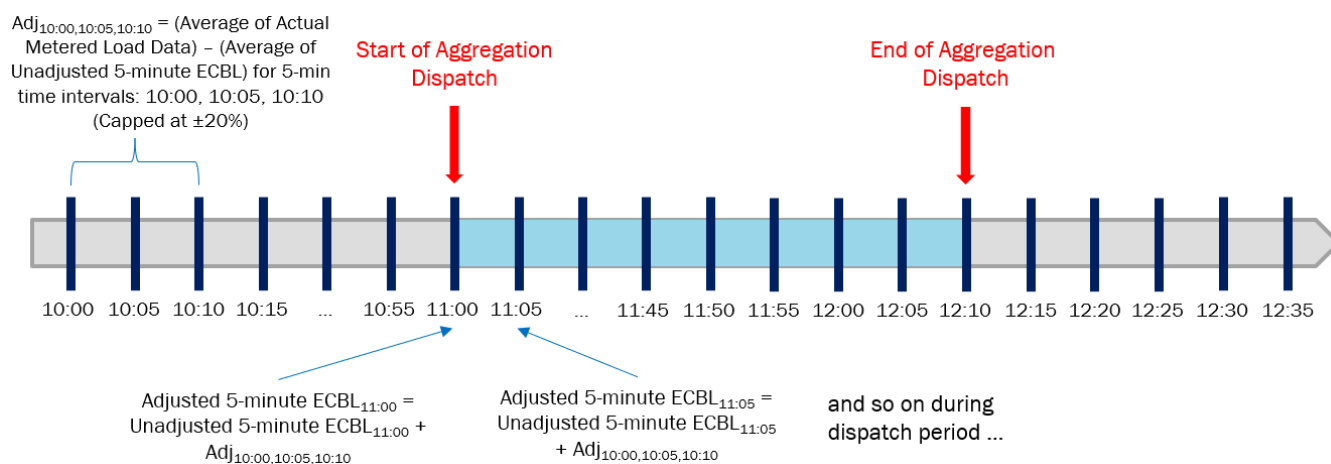 Adj10:00,10:05,10:10 = (Average of Actual
Metered Load Data) – (Average of
Unadjusted 5-minute ECBL) for 5-min
time intervals: 10:00, 10:05, 10:10
(Capped at ±20%)
Start of Aggregation
Dispatch
End of Aggregation
Dispatch
10:00 10:05 10:10 10:15 ... 10:55 11:00 11:05 ... 11:45 11:50 11:55 12:00 12:05 12:10 12:15 12:20 12:25 12:30 12:35
Adjusted 5-minute ECBL11:00 =
Unadjusted 5-minute ECBL11:00 +
Adj10:00,10:05,10:10
Adjusted 5-minute ECBL11:05 =
Unadjusted 5-minute ECBL11:05
+ Adj10:00,10:05,10:10
and so on during
dispatch period ...